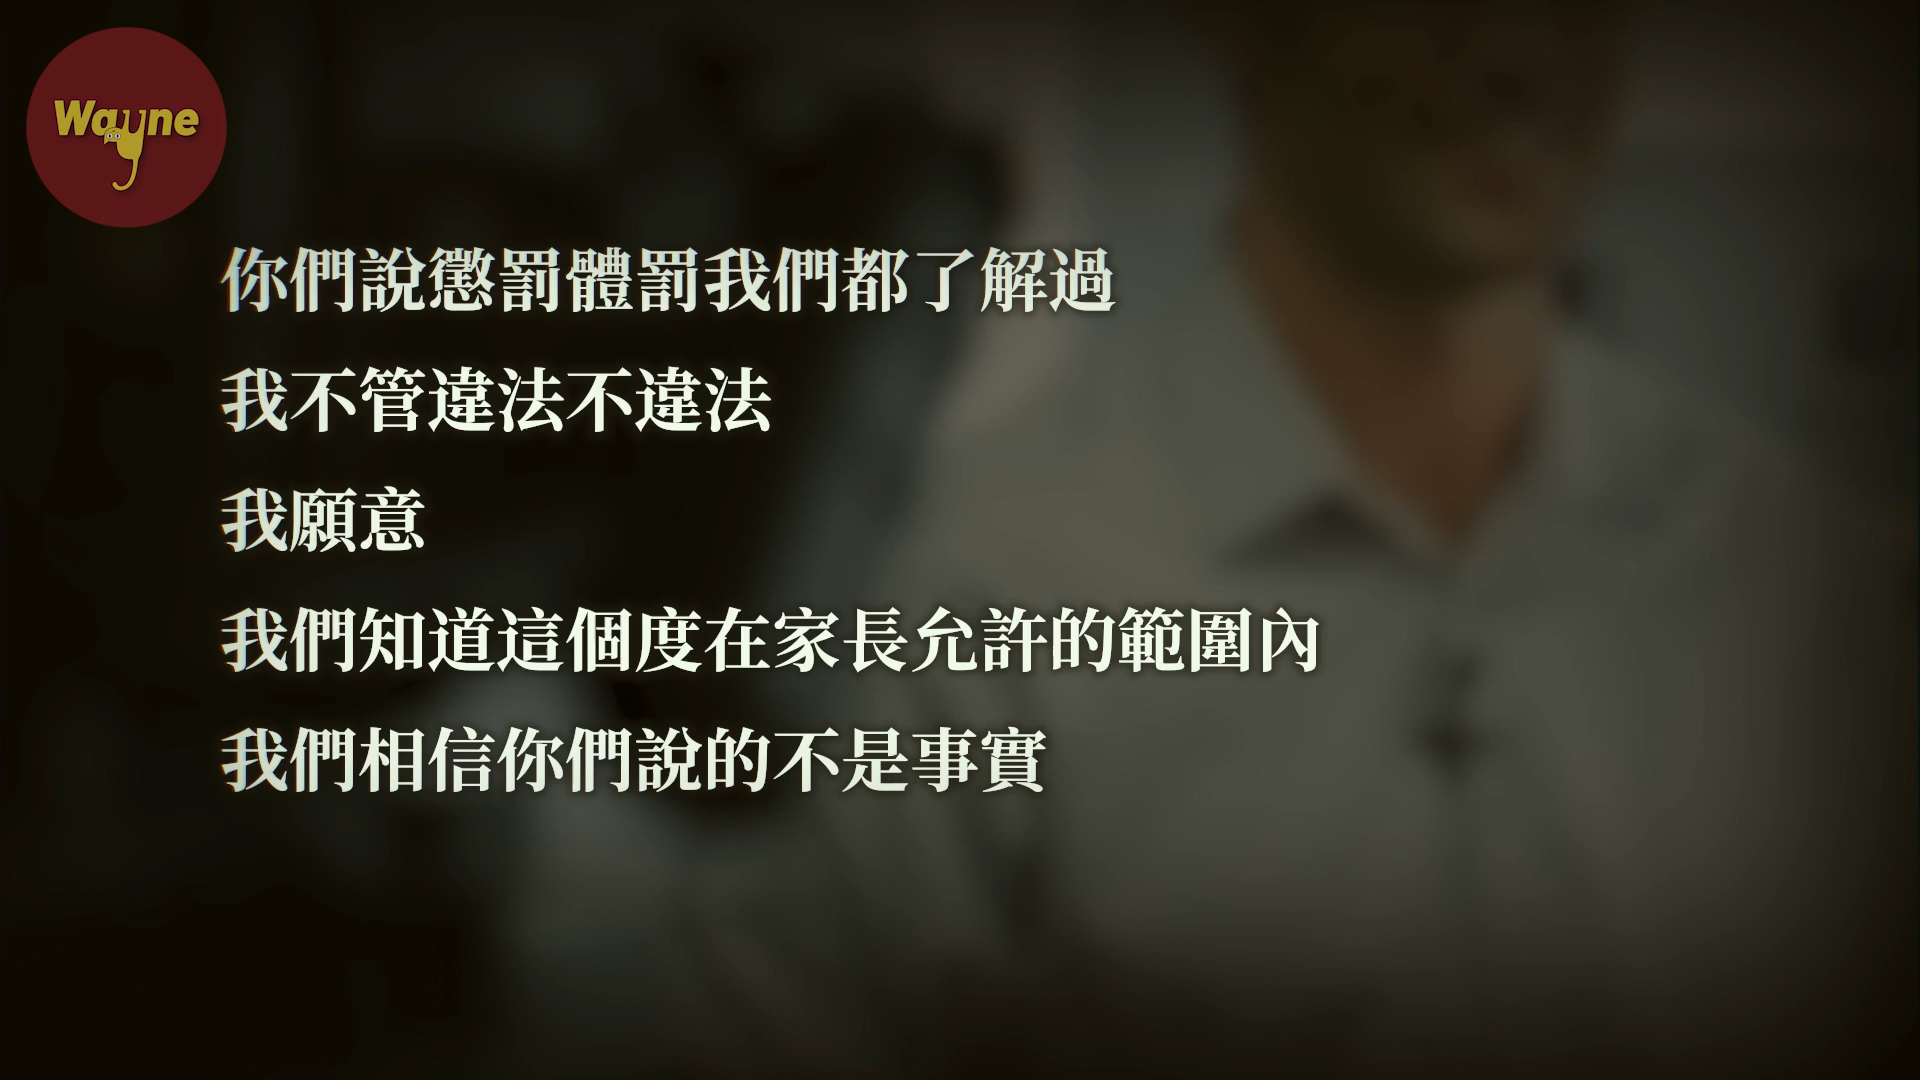 Wayne
你們說懲罰體罰我們都了解過
我不管違法不違法
我願意
我們知道這個度在家長允許的範圍內
我們相信你們說的不是事實